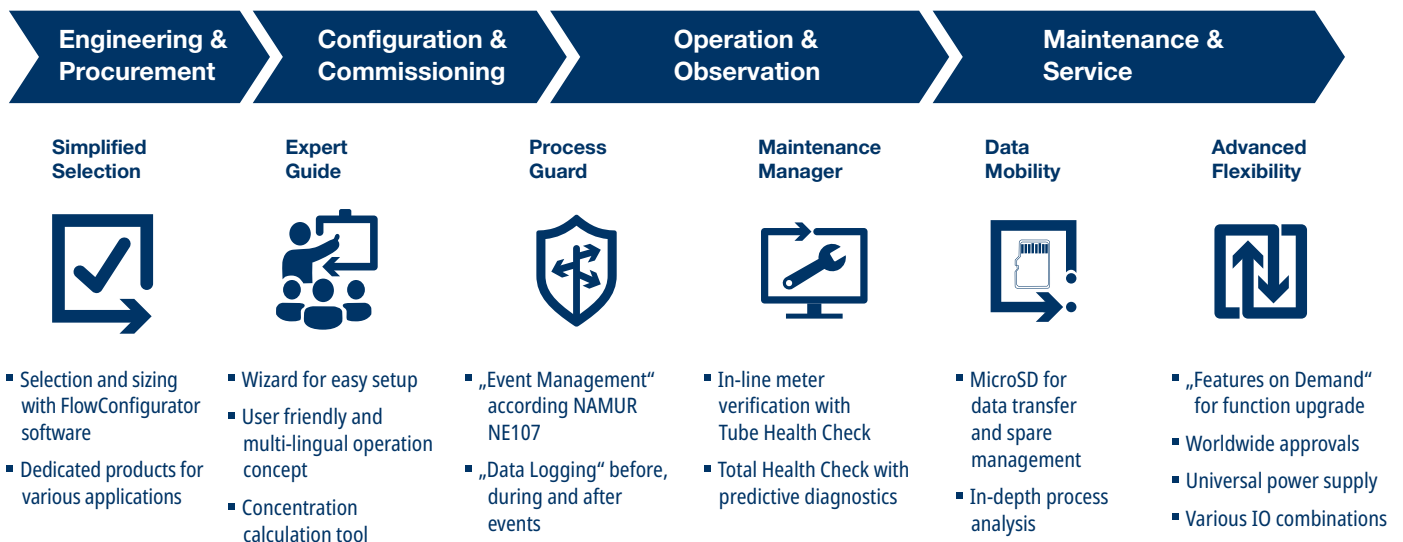 Engineering &
Procurement
Configuration &
Commissioning
Operation &
Observation
Maintenance &
Service
Simplified
Selection
Expert
Guide
Process
Guard
Maintenance
Manager
Data
Mobility
Advanced
Flexibility
▪ Selection and sizing
with FlowConfigurator
software
▪ Dedicated products for
various applications
▪ Wizard for easy setup
▪ User friendly and
multi-lingual operation
concept
▪ Concentration
calculation tool
▪ „Event Management“
according NAMUR
NE107
▪ „Data Logging“ before,
during and after
events
▪ In-line meter
verification with
Tube Health Check
▪ Total Health Check with
predictive diagnostics
▪ MicroSD for
data transfer
and spare
management
▪ In-depth process
analysis
▪ „Features on Demand“
for function upgrade
▪ Worldwide approvals
▪ Universal power supply
▪ Various IO combinations